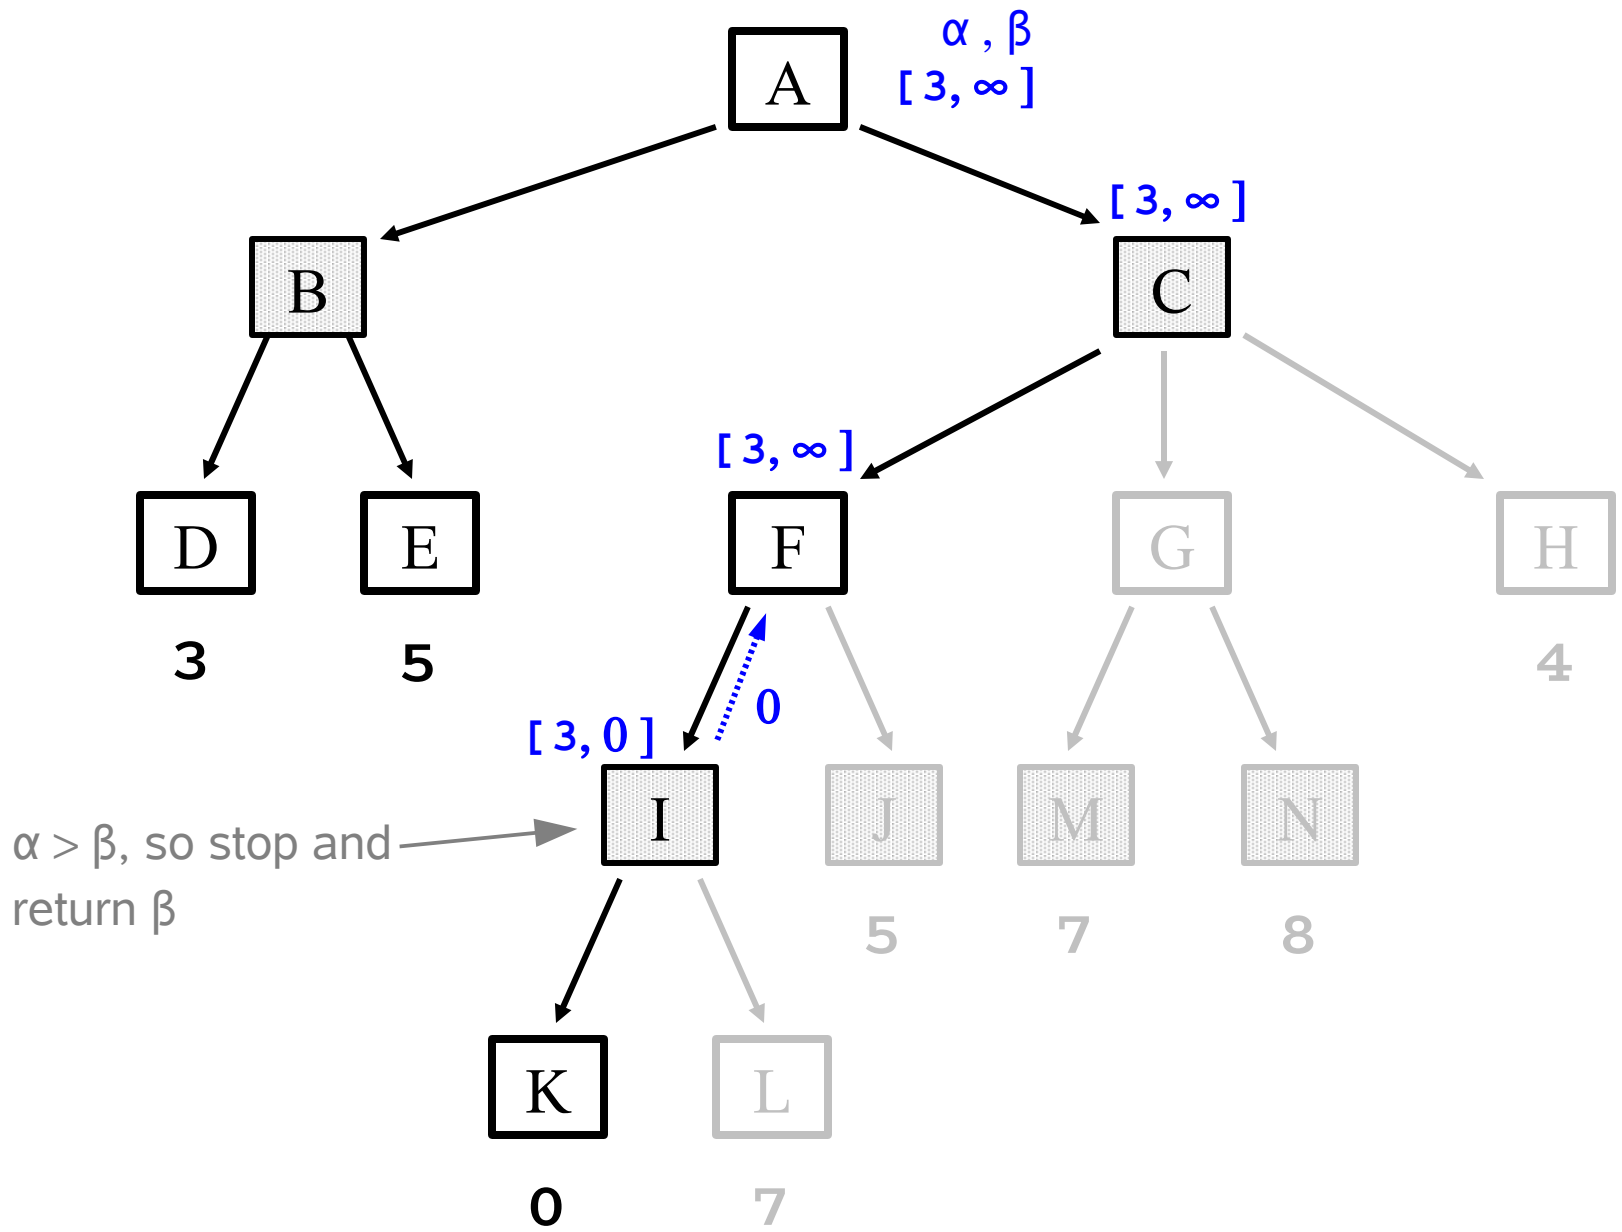 α , β
A
[ 3, ∞ ]
[ 3, ∞ ]
B
C
[ 3, ∞ ]
D
E
F
G
H
3
5
4
0
[ 3, 0 ]
I
J
M
N
α > β, so stop and
return β
5
7
8
K
L
0
7